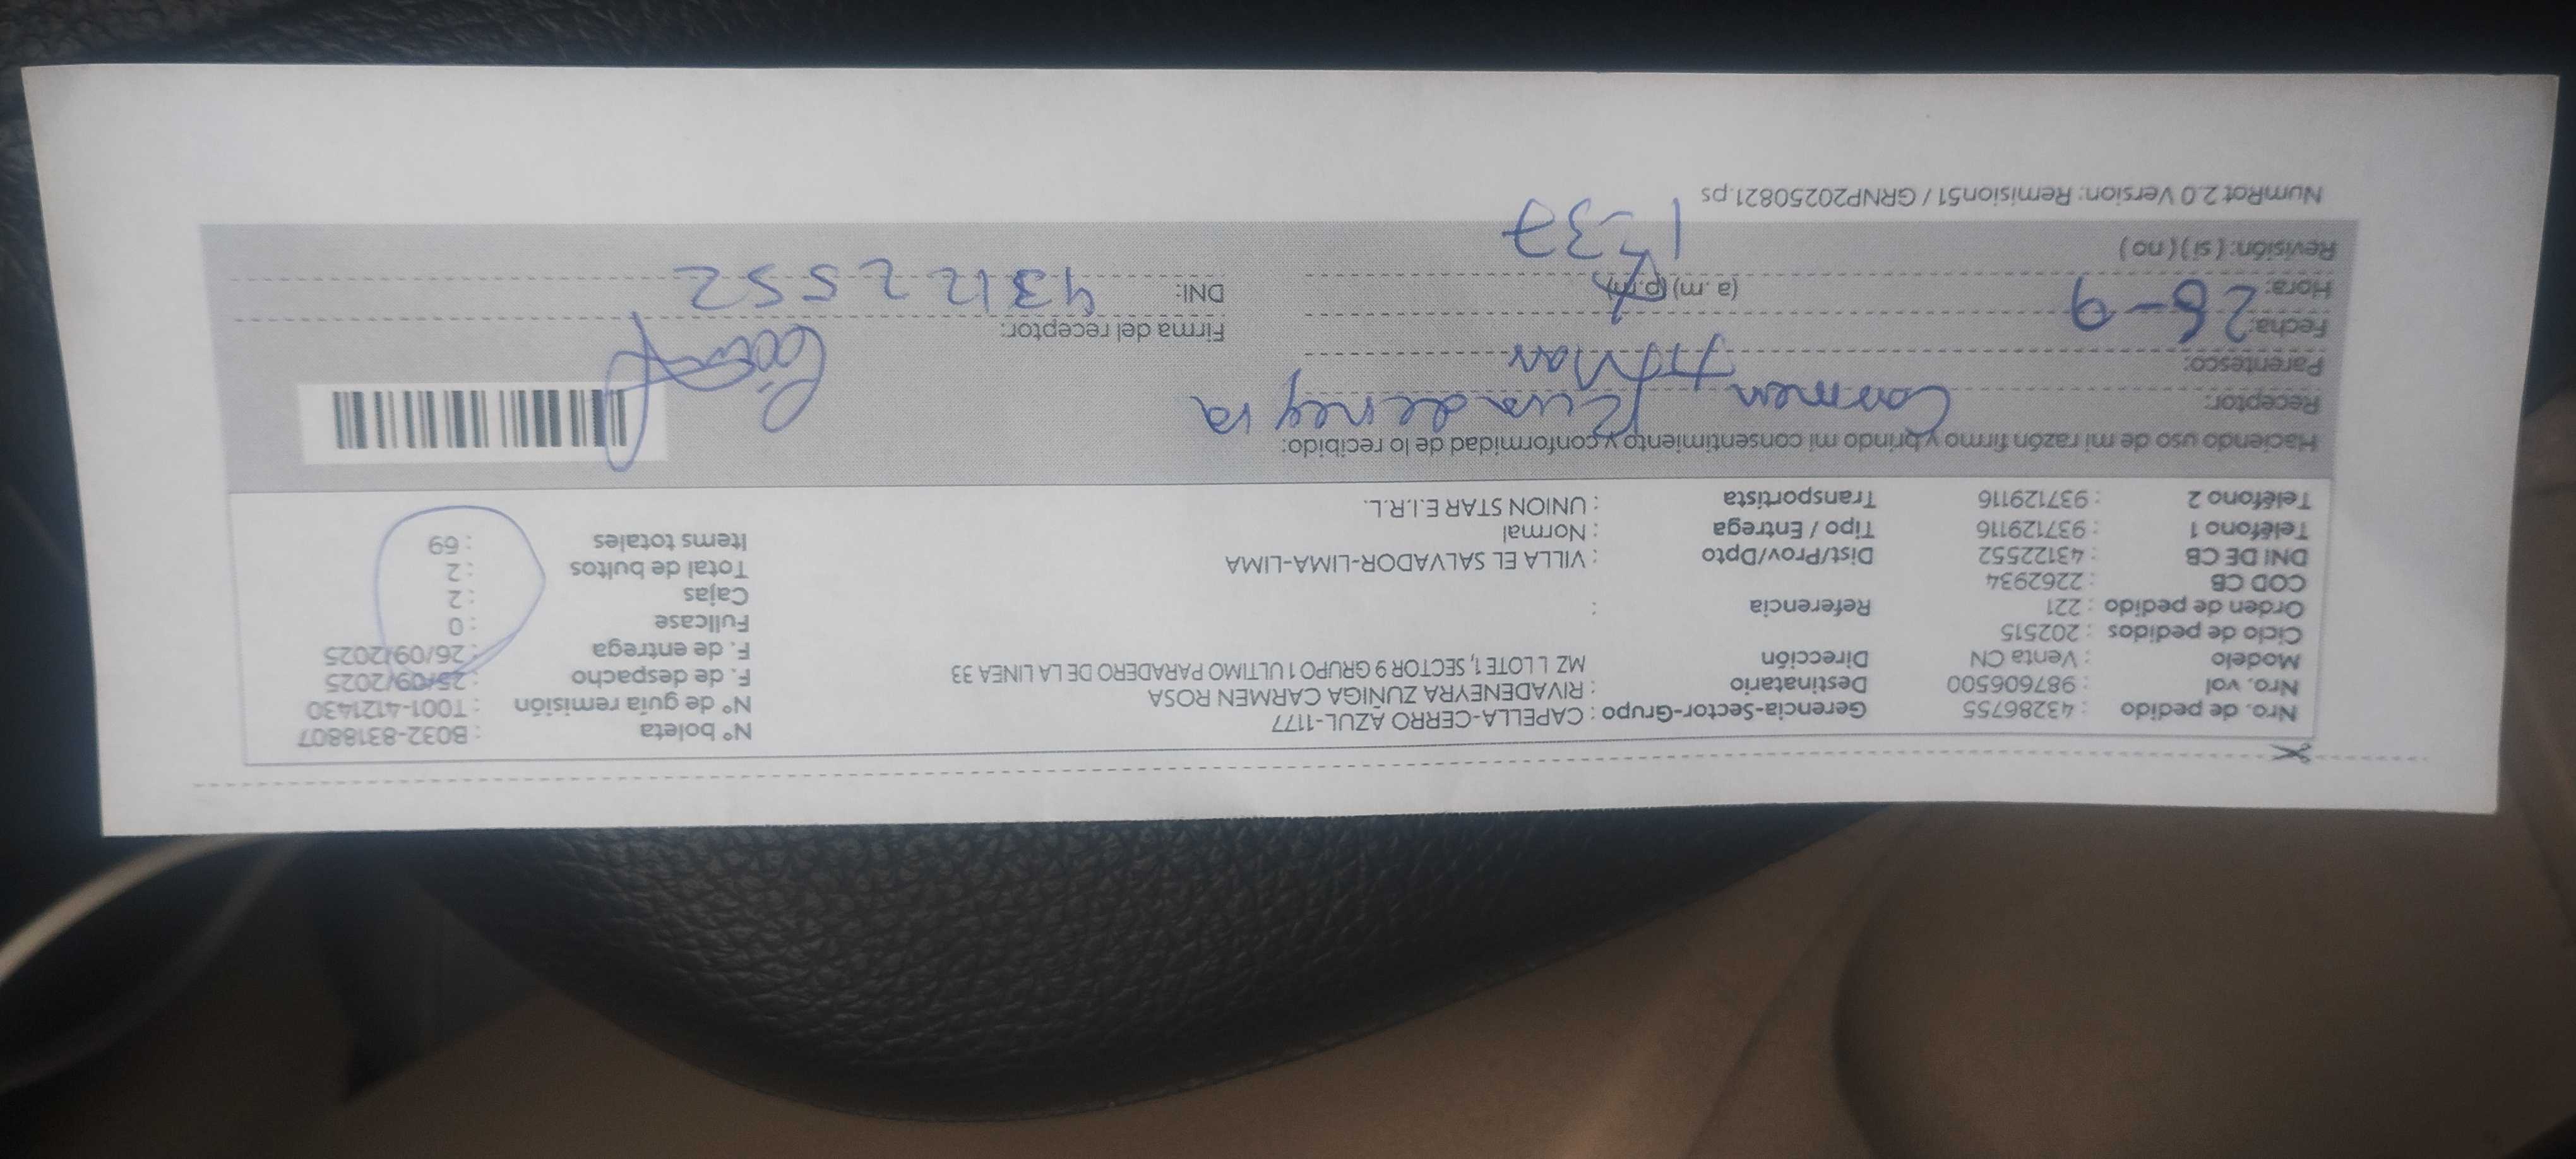 Nro. de pedido : 43286755 Gerencia-Sector-Grupo : CAPELLA-CERRO AZUL-1177 N° boleta : B032-8318807
Nro. vol : 987606500 Destinatario : RIVADENEYRA ZUÑIGA CARMEN ROSA N° de guía remisión : T001-4121430
Modelo : Venta CN Dirección MZ L LOTE 1, SECTOR 9 GRUPO 1 ULTIMO PARADERO DE LA LINEA 33 F. de despacho : 25/09/2025
Ciclo de pedidos : 202515 F. de entrega : 26/09/2025
Orden de pedido : 221 Referencia : Fullcase : 0
COD CB : 2262934 Cajas : 2
DNI DE CB : 43122552 Dist/Prov/Dpto : VILLA EL SALVADOR-LIMA-LIMA Total de bultos : 2
Teléfono 1 : 937129116 Tipo / Entrega : Normal Items totales : 69
Teléfono 2 : 937129116 Transportista : UNION STAR E.I.R.L.
Haciendo uso de mi razón firmo y brindo mi consentimiento y conformidad de lo recibido:
Receptor: Carmen Rivadeneyra
Parentesco:
Fecha: 26-9 Firma del receptor:
Hora: (a. m) (p.m) DNI: 43122552
Revisión: ( si ) ( no ) 1-37
NumRot 2.0 Version: Remision51 / GRNP20250821.ps